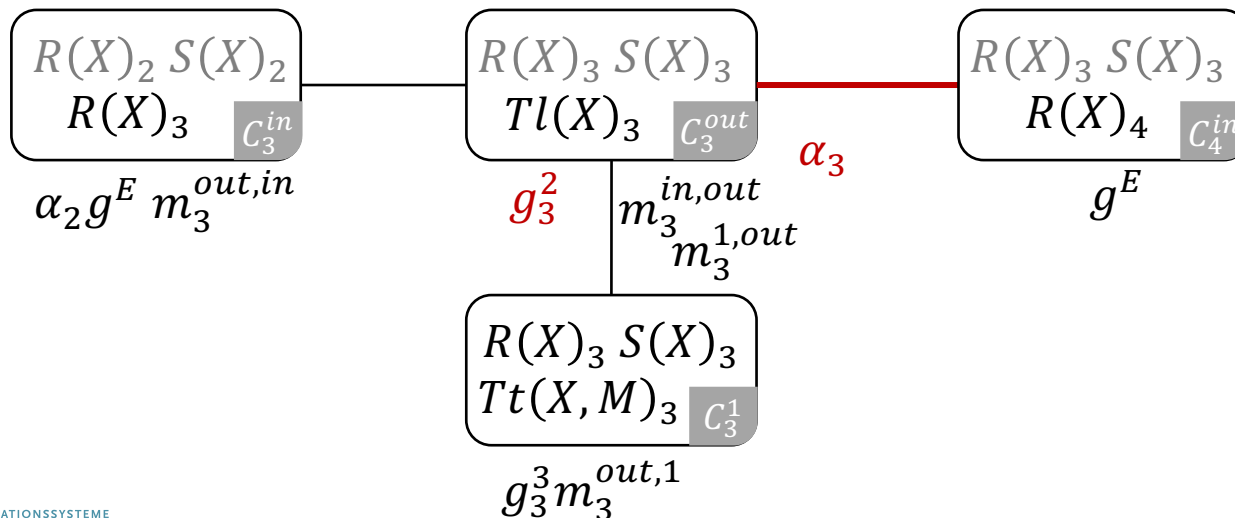 R(X)₂ S(X)₂
R(X)₃
C₃^{in}
α₂g^E m₃^{out,in}
R(X)₃ S(X)₃
Tl(X)₃
C₃^{out}
g₃²
m₃^{in,out}
m₃^{1,out}
α₃
R(X)₃ S(X)₃
R(X)₄
C₄^{in}
g^E
R(X)₃ S(X)₃
Tt(X, M)₃
C₃¹
g₃³m₃^{out,1}
ATIONSSYSTEME